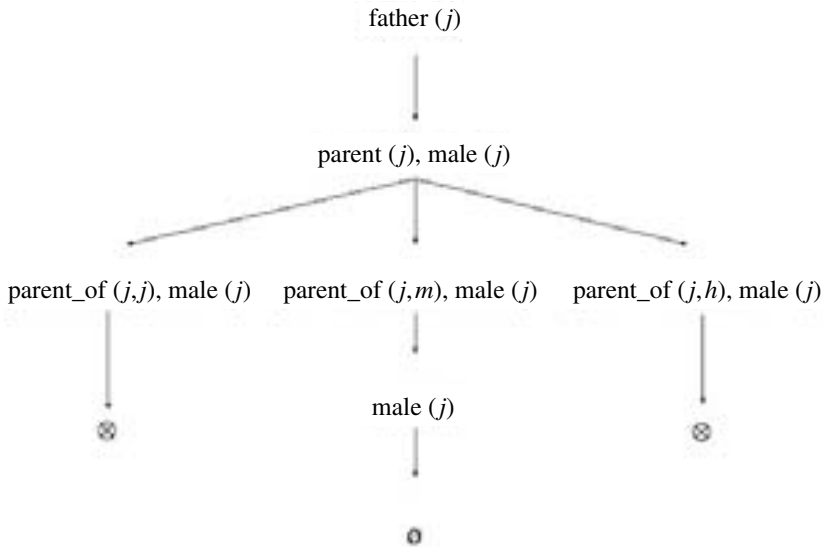 father (j)
parent (j), male (j)
parent_of (j,j), male (j) parent_of (j,m), male (j) parent_of (j,h), male (j)
⊗ male (j) ⊗
∅